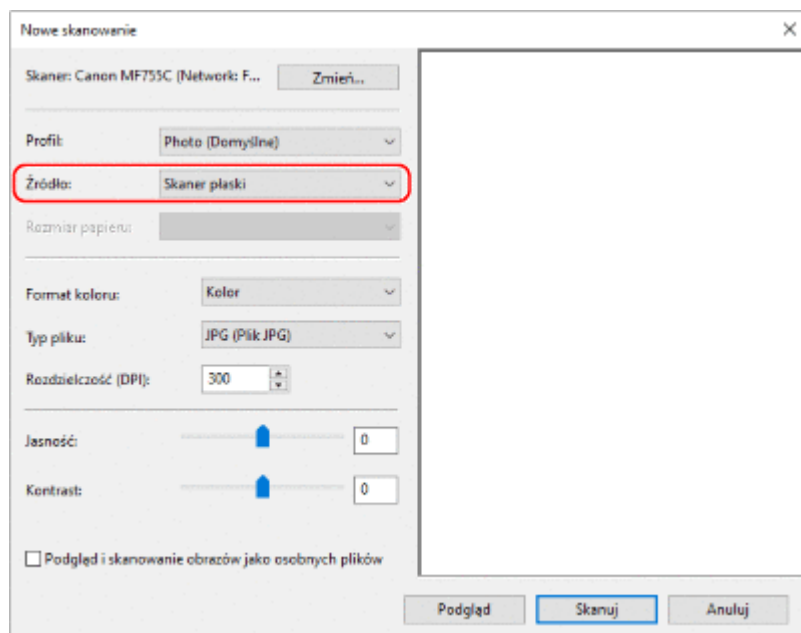 Nowe skanowanie
Skaner: Canon MF755C (Network: F... Zmień...
Profil: Photo (Domyślne)
Źródło: Skaner płaski
Rozmiar papieru:
Format koloru: Kolor
Typ pliku: JPG (Plik JPG)
Rozdzielczość (DPI): 300
Jasność: 0
Kontrast: 0
Podgląd i skanowanie obrazów jako osobnych plików
Podgląd Skanuj Anuluj